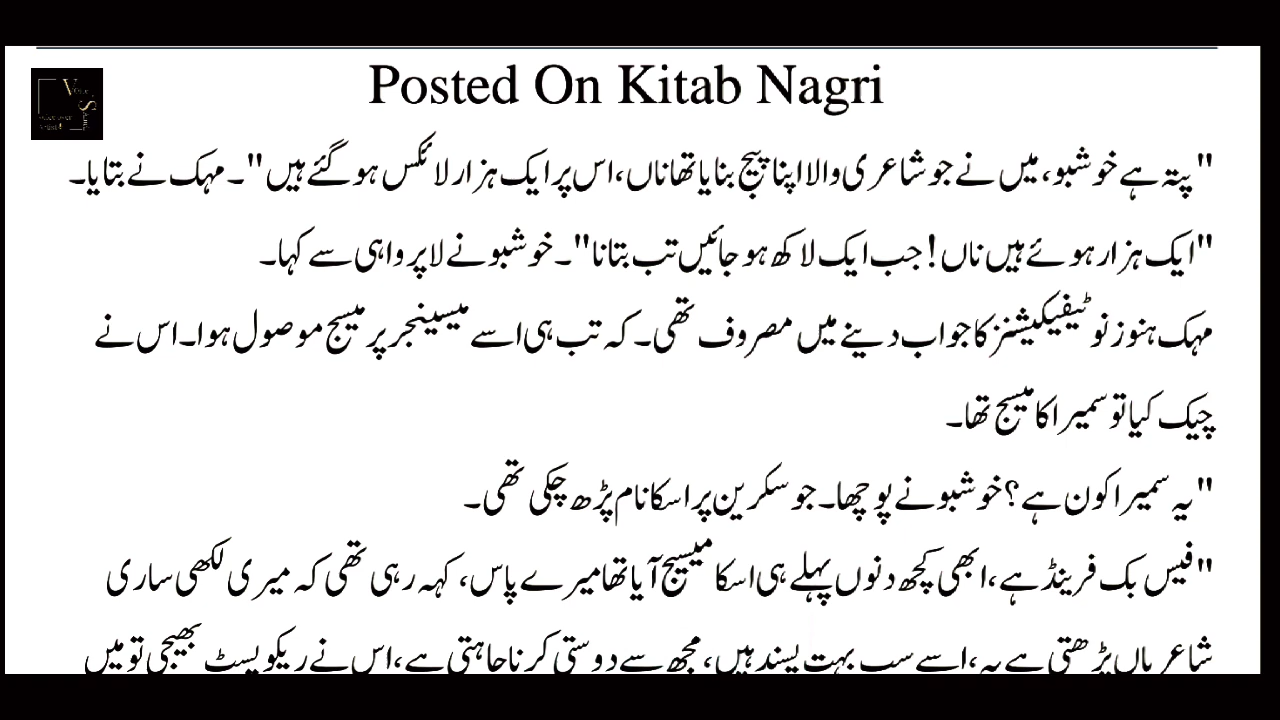 Posted On Kitab Nagri
"پتہ ہے خوشبو، میں نے جو شاعری والا اپنا پیج بنایا تھا ناں، اس پر ایک ہزار لائکس ہو گئے ہیں"۔ مہک نے بتایا۔
"ایک ہزار ہوئے ہیں ناں! جب ایک لاکھ ہو جائیں تب بتانا"۔ خوشبو نے لاپرواہی سے کہا۔
مہک ہنوز نوٹیفیکیشنز کا جواب دینے میں مصروف تھی۔ کہ تب ہی اسے میسینجر پر میسج موصول ہوا۔ اس نے
چیک کیا تو سمیرا کا میسج تھا۔
"یہ سمیرا کون ہے؟ خوشبو نے پوچھا۔ جو سکرین پر اسکا نام پڑھ چکی تھی۔
"فیس بک فرینڈ ہے، ابھی کچھ دنوں پہلے ہی اسکا میسیج آیا تھا میرے پاس، کہہ رہی تھی کہ میری لکھی ساری
شاعریاں پڑھتی ہے یہ، اسے سب بہت پسند ہیں، مجھ سے دوستی کرنا چاہتی ہے، اس نے ریکویسٹ بھیجی تو میں